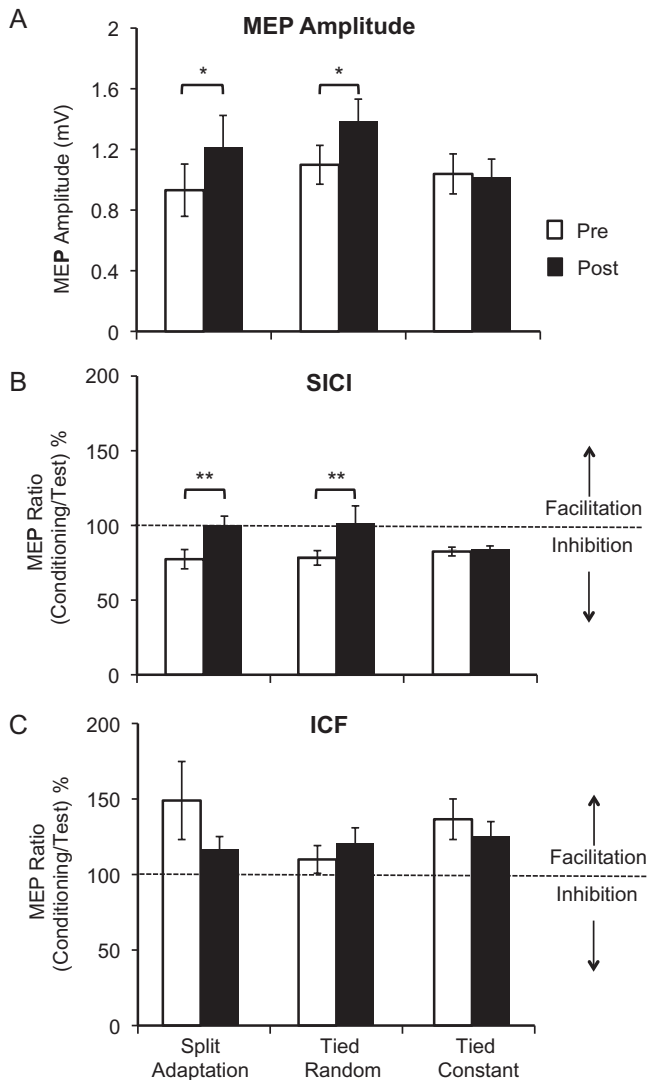 A
MEP Amplitude
MEP Amplitude (mV)
2
1.6
1.2
0.8
0.4
0
*
*
Pre
Post
B
SICI
MEP Ratio
(Conditioning/Test) %
200
150
100
50
0
**
**
Facilitation
Inhibition
C
ICF
MEP Ratio
(Conditioning/Test) %
200
150
100
50
0
Facilitation
Inhibition
Split
Adaptation
Tied
Random
Tied
Constant